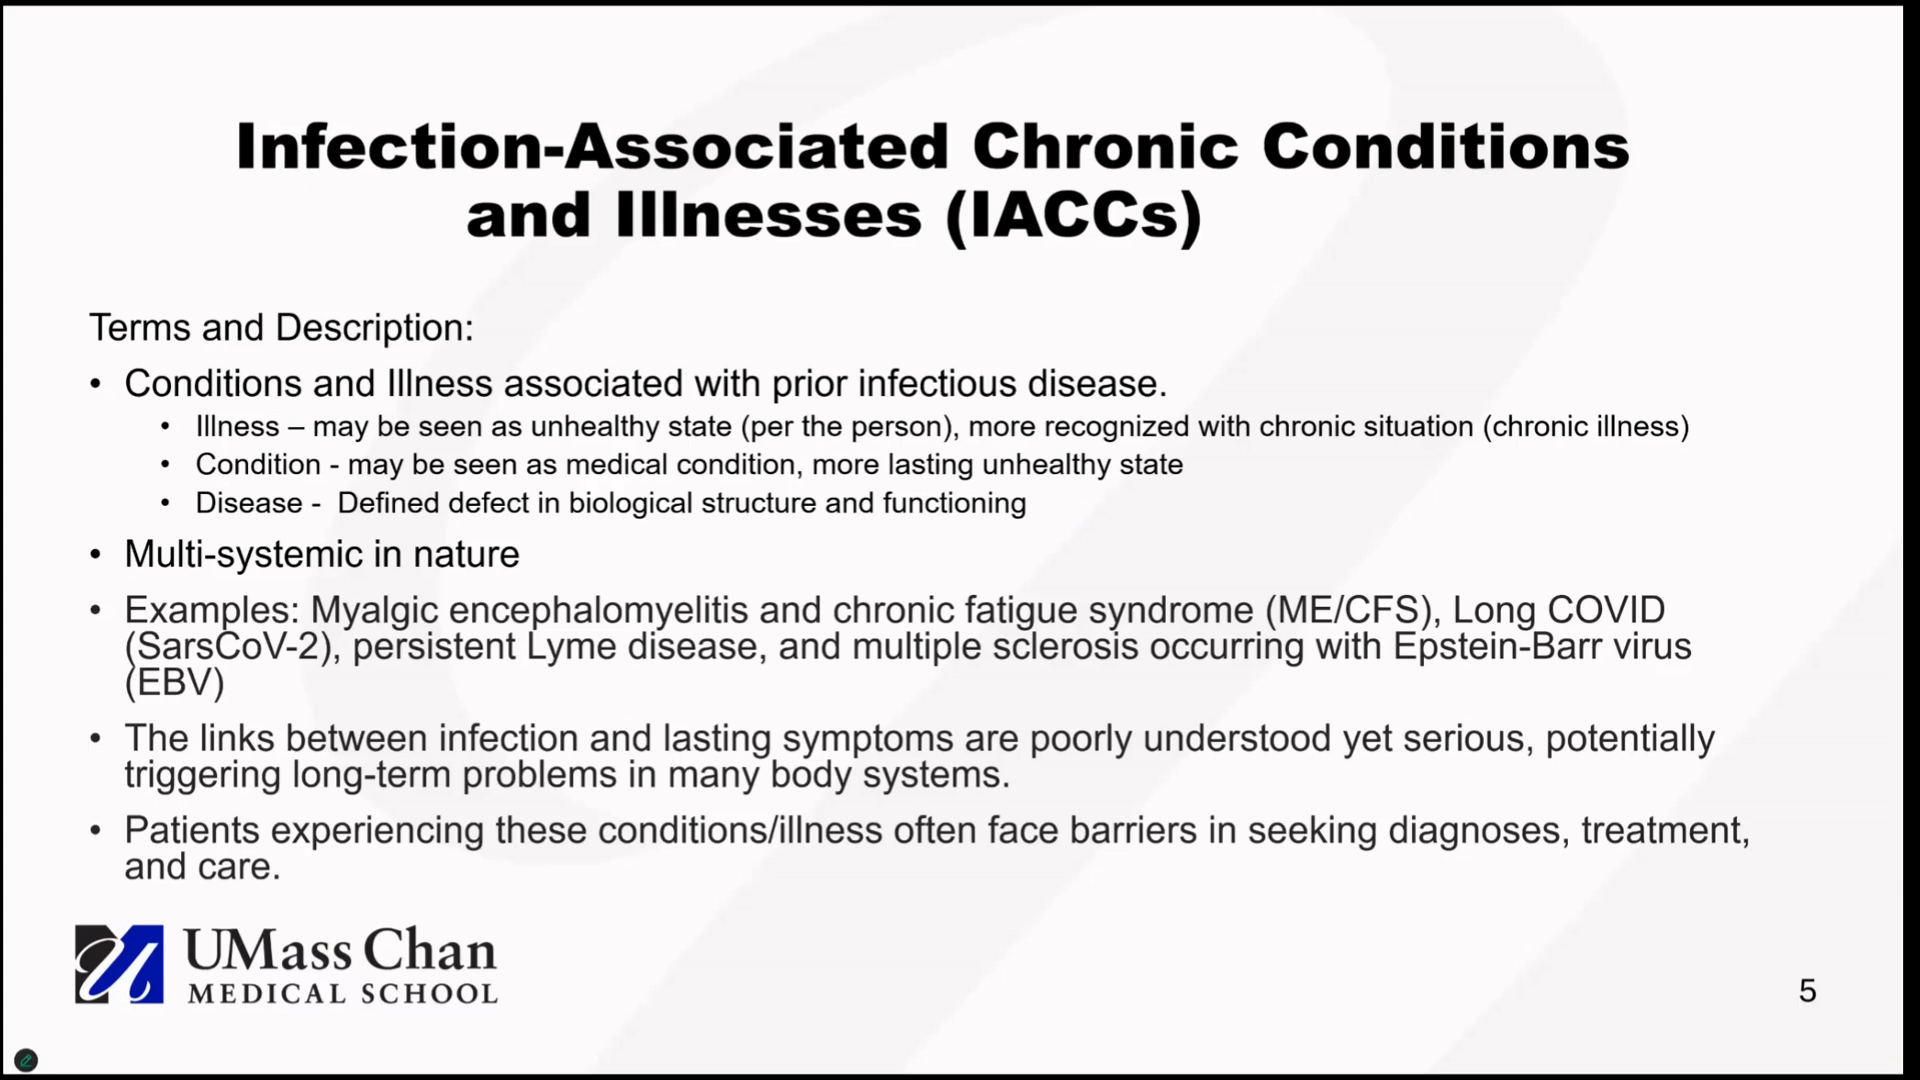 Infection-Associated Chronic Conditions
and Illnesses (IACCs)
Terms and Description:
• Conditions and Illness associated with prior infectious disease.
• Illness – may be seen as unhealthy state (per the person), more recognized with chronic situation (chronic illness)
• Condition - may be seen as medical condition, more lasting unhealthy state
• Disease -  Defined defect in biological structure and functioning
• Multi-systemic in nature
• Examples: Myalgic encephalomyelitis and chronic fatigue syndrome (ME/CFS), Long COVID
(SarsCoV-2), persistent Lyme disease, and multiple sclerosis occurring with Epstein-Barr virus
(EBV)
• The links between infection and lasting symptoms are poorly understood yet serious, potentially
triggering long-term problems in many body systems.
• Patients experiencing these conditions/illness often face barriers in seeking diagnoses, treatment,
and care.
UMass Chan
MEDICAL SCHOOL
5